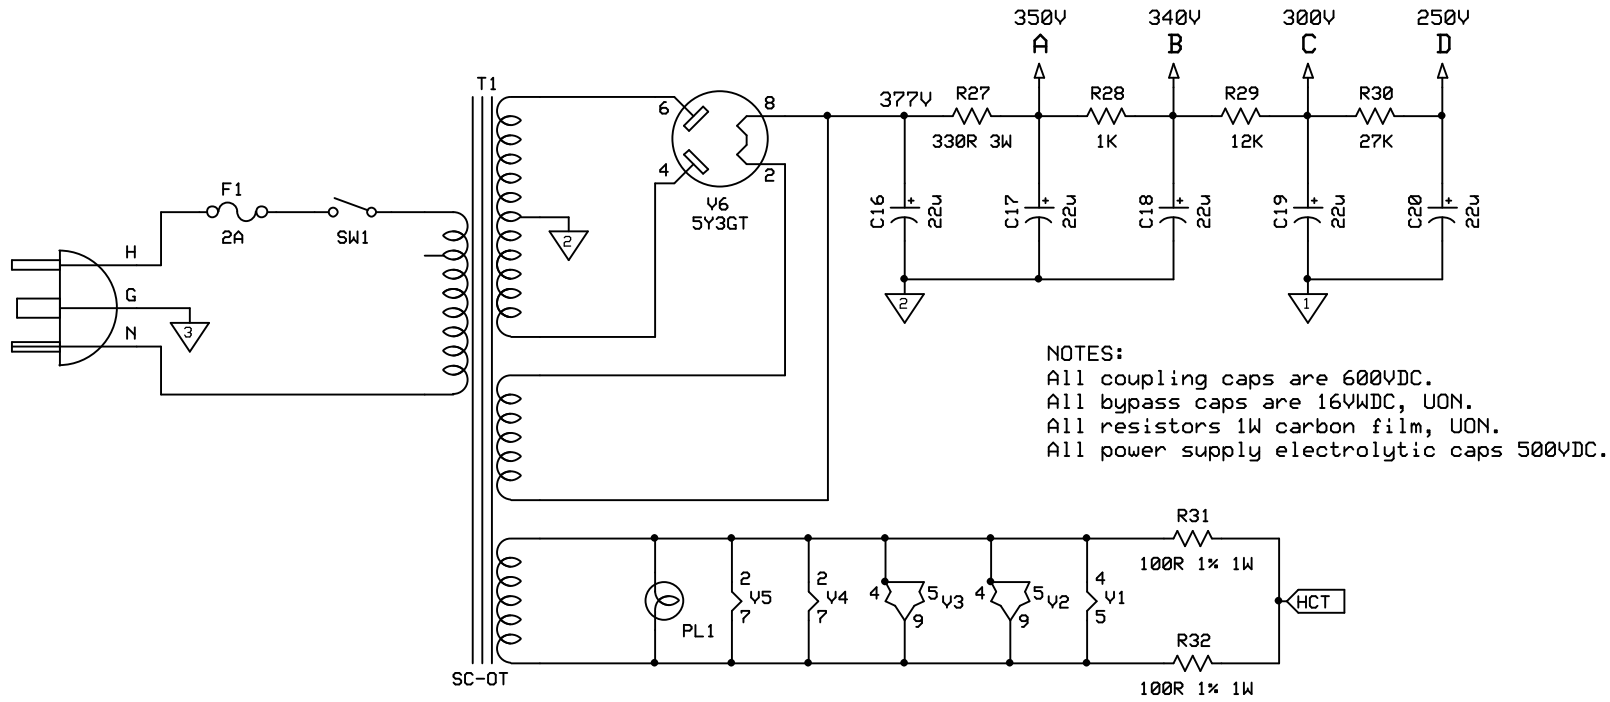 350V 340V 300V 250V
A B C D
T1
6 8 377V R27 R28 R29 R30
330R 3W 1K 12K 27K
4 2
V6
5Y3GT
F1
2A SW1
C16 22u C17 22u C18 22u C19 22u C20 22u
+ + + + +
H
G
N
3
2
2
1
NOTES:
All coupling caps are 600VDC.
All bypass caps are 16VWDC, UON.
All resistors 1W carbon film, UON.
All power supply electrolytic caps 500VDC.
R31
100R 1% 1W
2 V5 7
2 V4 7
4 5 V3 9
4 5 V2 9
4 V1 5
HCT
PL1
R32
100R 1% 1W
SC-OT